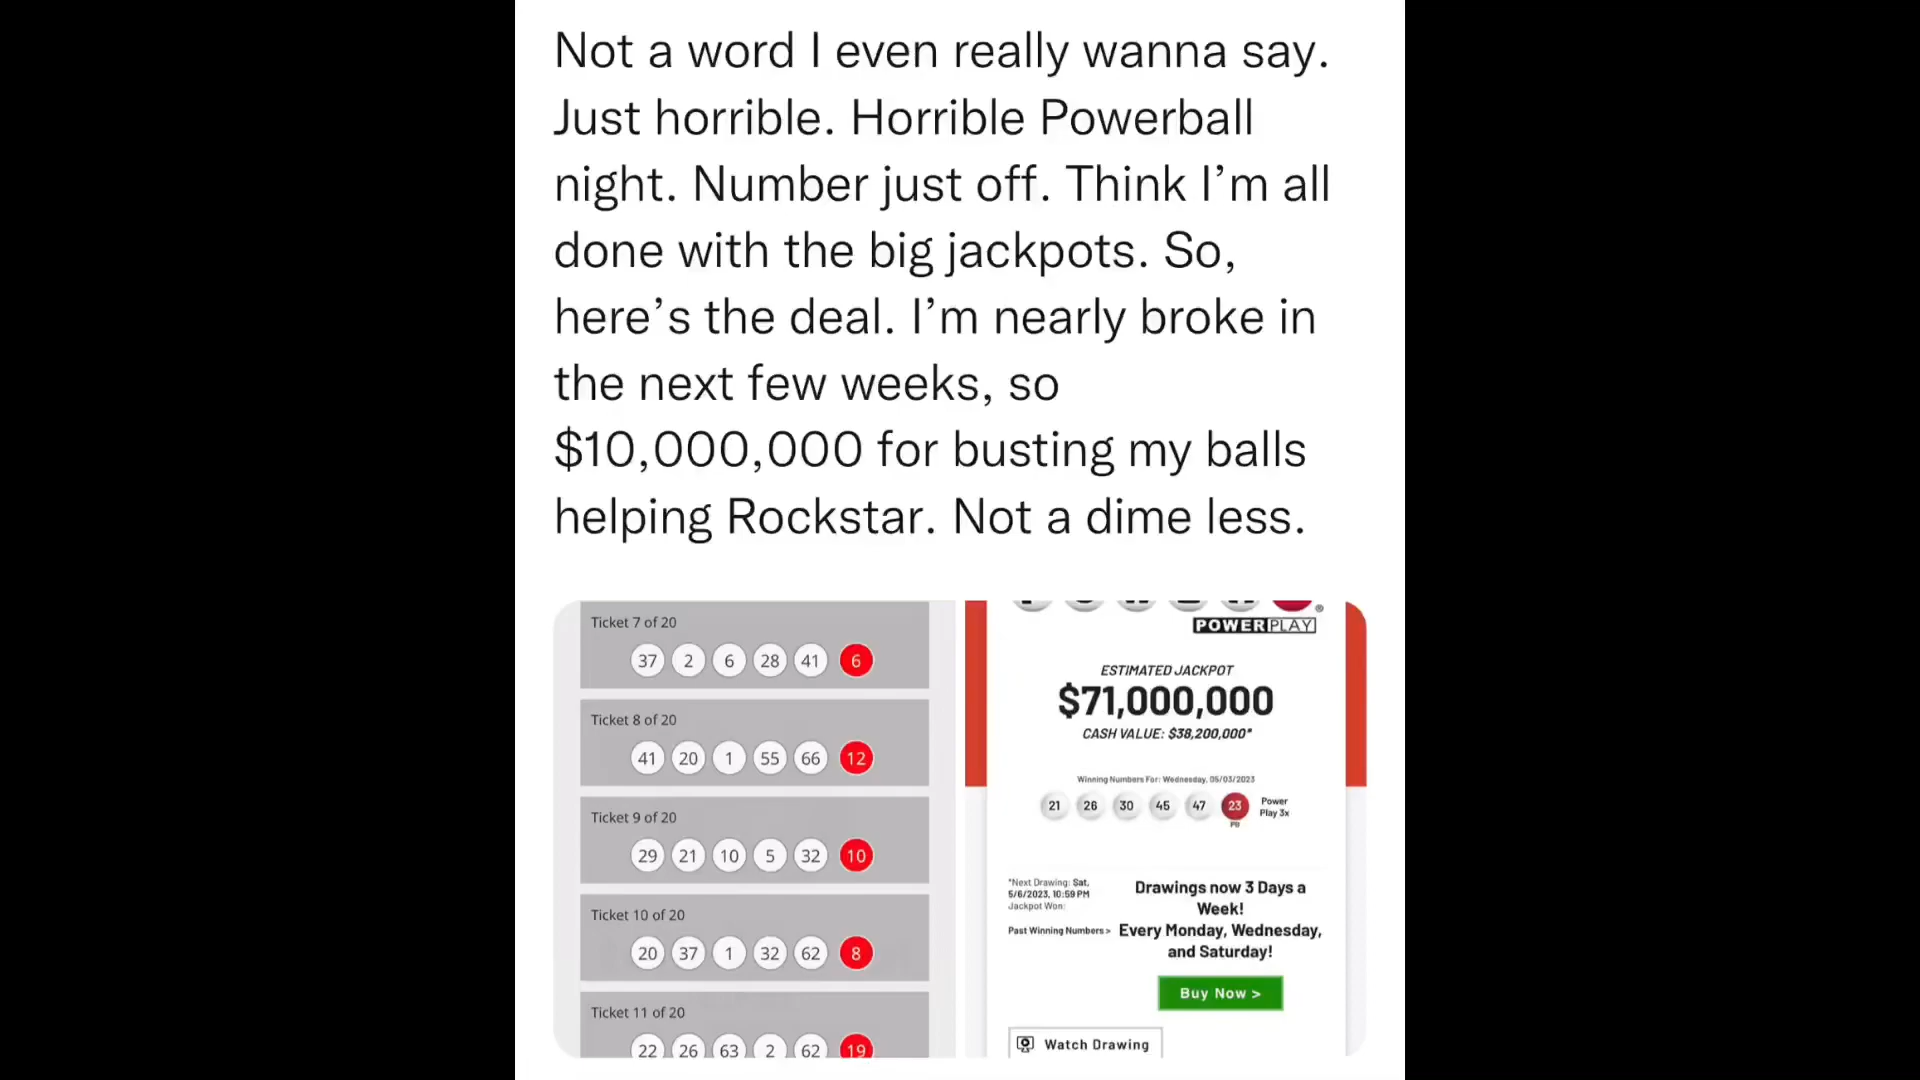 Not a word I even really wanna say.
Just horrible. Horrible Powerball
night. Number just off. Think I’m all
done with the big jackpots. So,
here’s the deal. I’m nearly broke in
the next few weeks, so
$10,000,000 for busting my balls
helping Rockstar. Not a dime less.
Ticket 7 of 20
37 2 6 28 41 6
Ticket 8 of 20
41 20 1 55 66 12
Ticket 9 of 20
29 21 10 5 32 10
Ticket 10 of 20
20 37 1 32 62 8
Ticket 11 of 20
22 26 63 2 62 19
®
POWERPLAY
ESTIMATED JACKPOT
$71,000,000
CASH VALUE: $38,200,000*
Winning Numbers For: Wednesday, 05/03/2023
21 26 30 45 47 23
Power
Play 3x
PB
*Next Drawing: Sat,
5/6/2023, 10:59 PM
Jackpot Won:
Past Winning Numbers >
Drawings now 3 Days a
Week!
Every Monday, Wednesday,
and Saturday!
Buy Now >
Watch Drawing